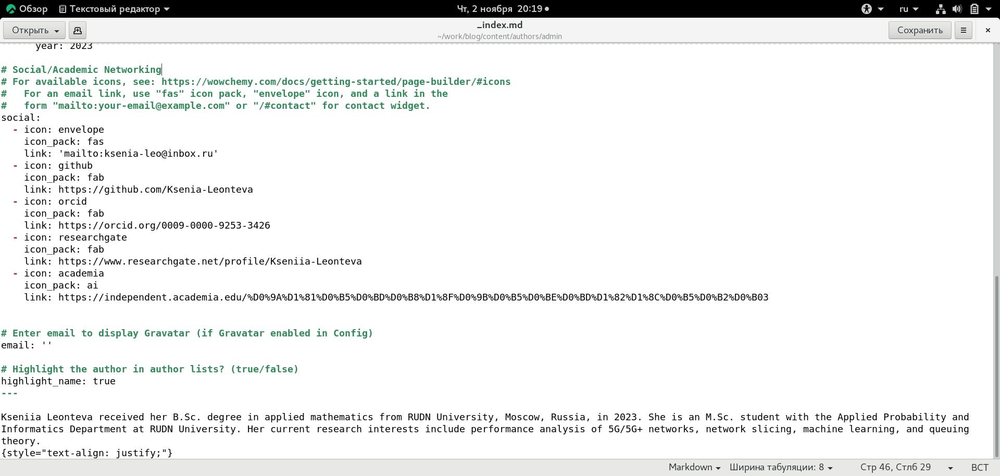 Обзор Текстовый редактор Чт, 2 ноября 20:19 ru
Открыть _index.md Сохранить
~/work/blog/content/authors/admin
year: 2023
# Social/Academic Networking
# For available icons, see: https://wowchemy.com/docs/getting-started/page-builder/#icons
#   For an email link, use "fas" icon pack, "envelope" icon, and a link in the
#   form "mailto:your-email@example.com" or "/#contact" for contact widget.
social:
  - icon: envelope
    icon_pack: fas
    link: 'mailto:ksenia-leo@inbox.ru'
  - icon: github
    icon_pack: fab
    link: https://github.com/Ksenia-Leonteva
  - icon: orcid
    icon_pack: fab
    link: https://orcid.org/0009-0000-9253-3426
  - icon: researchgate
    icon_pack: fab
    link: https://www.researchgate.net/profile/Kseniia-Leonteva
  - icon: academia
    icon_pack: ai
    link: https://independent.academia.edu/%D0%9A%D1%81%D0%B5%D0%BD%D0%B8%D1%8F%D0%9B%D0%B5%D0%BE%D0%BD%D1%82%D1%8C%D0%B5%D0%B2%D0%B03
# Enter email to display Gravatar (if Gravatar enabled in Config)
email: ''
# Highlight the author in author lists? (true/false)
highlight_name: true
---
Kseniia Leonteva received her B.Sc. degree in applied mathematics from RUDN University, Moscow, Russia, in 2023. She is an M.Sc. student with the Applied Probability and
Informatics Department at RUDN University. Her current research interests include performance analysis of 5G/5G+ networks, network slicing, machine learning, and queuing
theory.
{style="text-align: justify;"}
Markdown Ширина табуляции: 8 Стр 46, Стлб 29 ВСТ